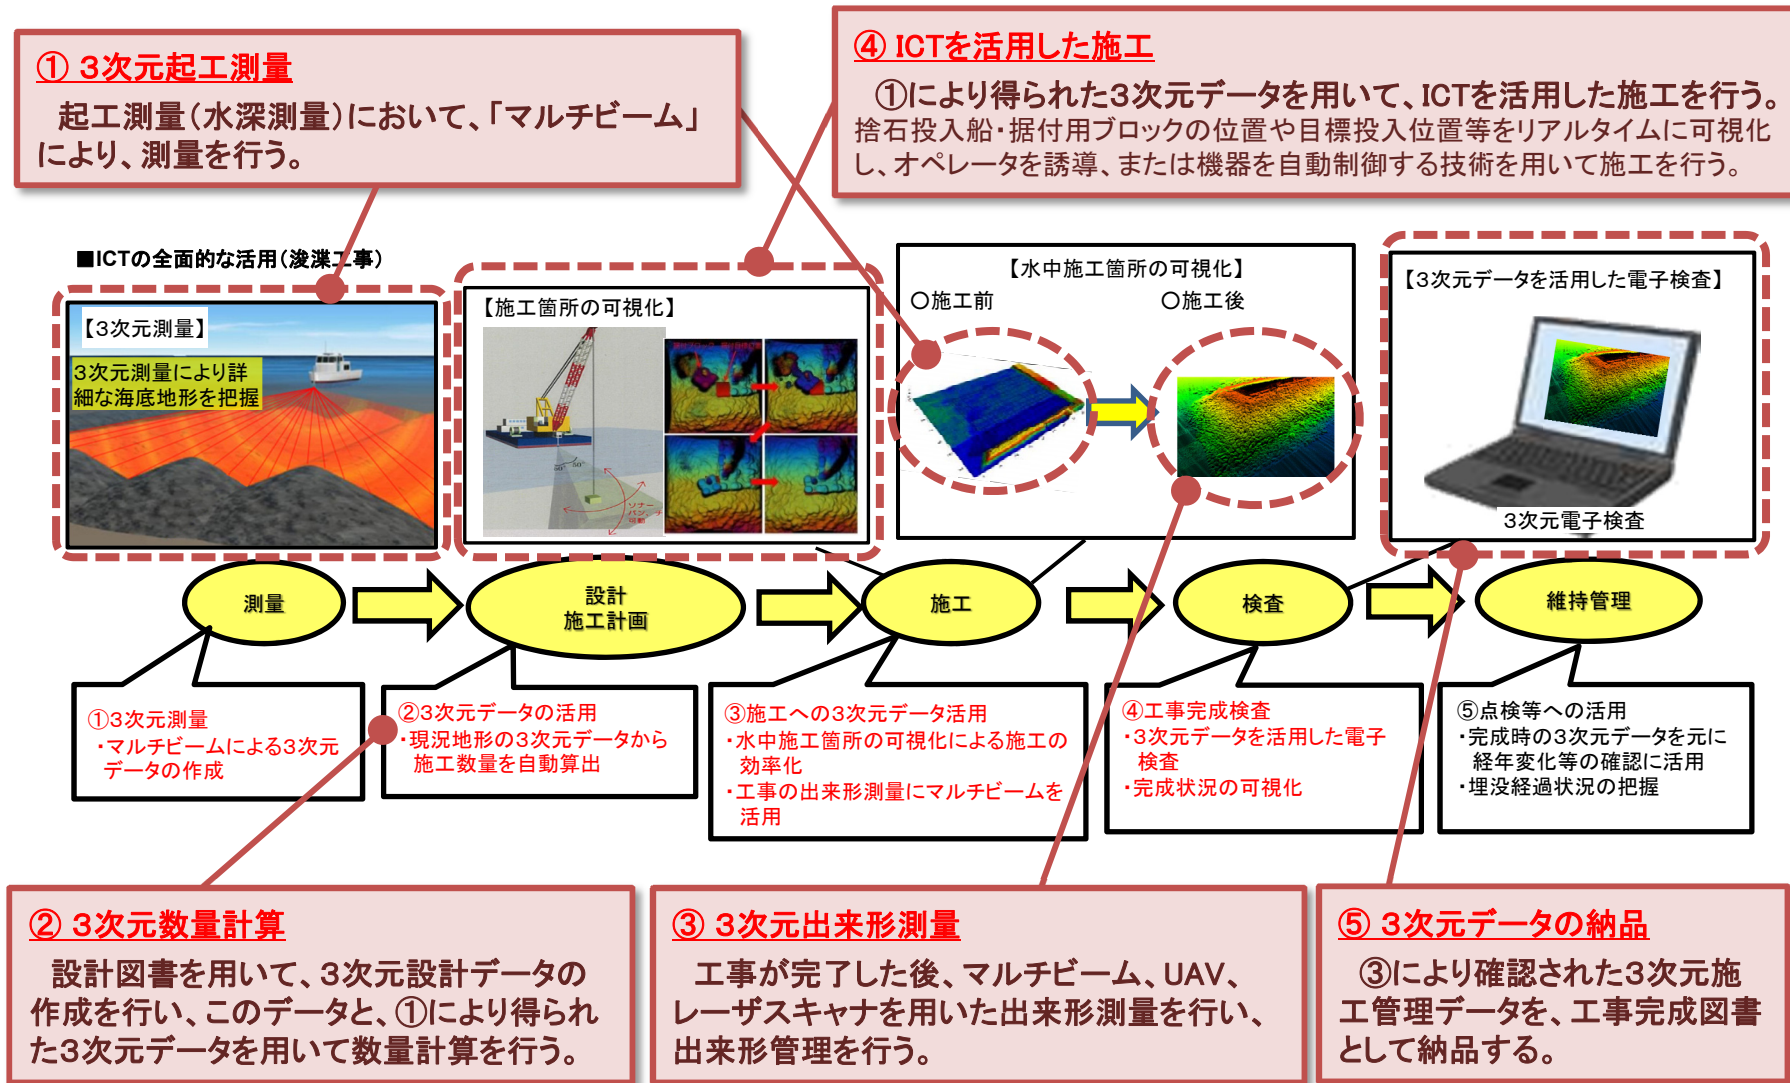 ① 3次元起工測量
起工測量(水深測量)において、「マルチビーム」
により、測量を行う。
④ ICTを活用した施工
①により得られた3次元データを用いて、ICTを活用した施工を行う。
捨石投入船・据付用ブロックの位置や目標投入位置等をリアルタイムに可視化
し、オペレータを誘導、または機器を自動制御する技術を用いて施工を行う。
■ICTの全面的な活用(浚渫工事)
【3次元測量】
3次元測量により詳
細な海底地形を把握
【施工箇所の可視化】
50°
50°
ソナー
【水中施工箇所の可視化】
○施工前
○施工後
【3次元データを活用した電子検査】
3次元電子検査
測量
設計
施工計画
施工
検査
維持管理
①3次元測量
・マルチビームによる3次元
データの作成
②3次元データの活用
・現況地形の3次元データから
施工数量を自動算出
③施工への3次元データ活用
・水中施工箇所の可視化による施工の
効率化
・工事の出来形測量にマルチビームを
活用
④工事完成検査
・3次元データを活用した電子
検査
・完成状況の可視化
⑤点検等への活用
・完成時の3次元データを元に
経年変化等の確認に活用
・埋没経過状況の把握
② 3次元数量計算
設計図書を用いて、3次元設計データの
作成を行い、このデータと、①により得られ
た3次元データを用いて数量計算を行う。
③ 3次元出来形測量
工事が完了した後、マルチビーム、UAV、
レーザスキャナを用いた出来形測量を行い、
出来形管理を行う。
⑤ 3次元データの納品
③により確認された3次元施
工管理データを、工事完成図書
として納品する。